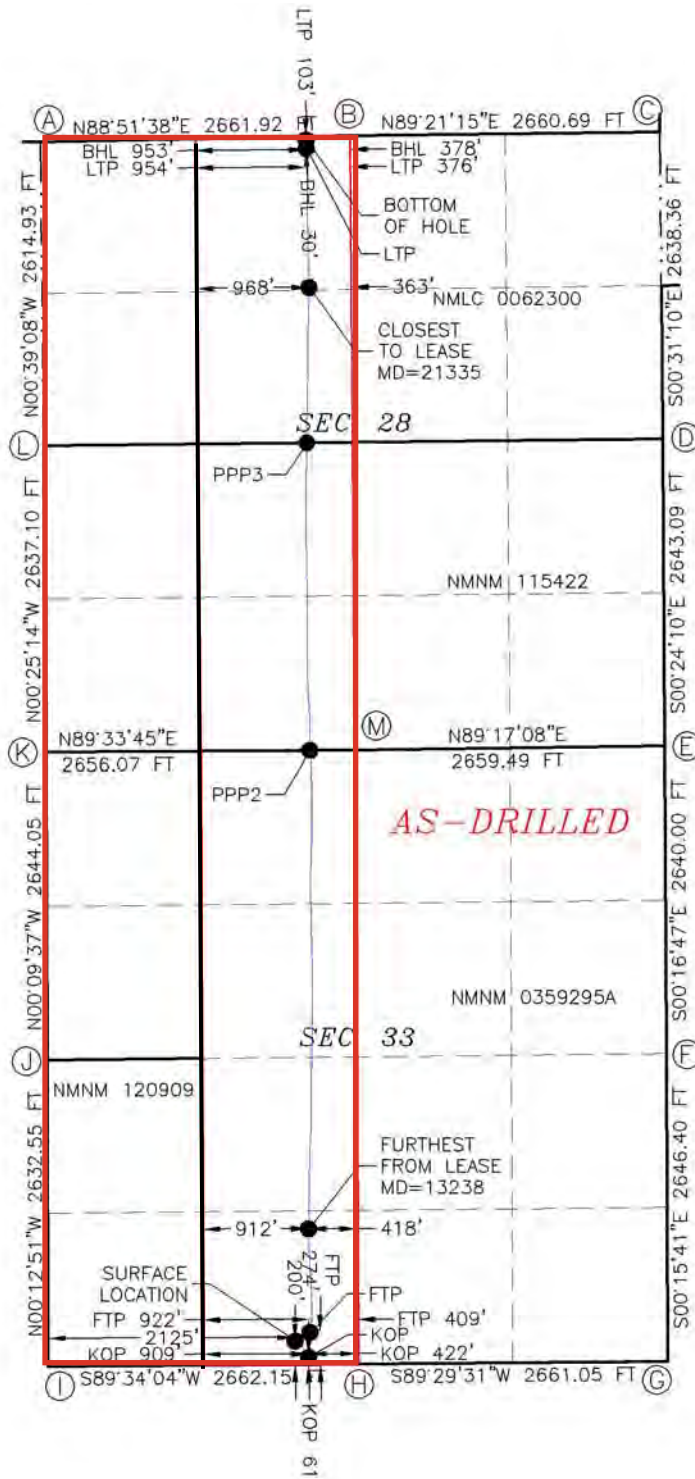 LTP 103'
A
N88°51'38"E 2661.92 FT
B
N89°21'15"E 2660.69 FT
C
BHL 953'
LTP 954'
BHL 378'
LTP 376'
BHL 30'
BOTTOM
OF HOLE
LTP
N00°39'08"W 2614.93 FT
S00°31'10"E 2638.36 FT
968'
363'
NMLC 0062300
CLOSEST
TO LEASE
MD=21335
SEC 28
L
D
PPP3
N00°25'14"W 2637.10 FT
S00°24'10"E 2643.09 FT
NMNM 115422
M
K
N89°33'45"E
2656.07 FT
N89°17'08"E
2659.49 FT
E
PPP2
AS-DRILLED
N00°09'37"W 2644.05 FT
S00°16'47"E 2640.00 FT
NMNM 0359295A
SEC 33
J
F
NMNM 120909
N00°12'51"W 2632.55 FT
S00°15'41"E 2646.40 FT
FURTHEST
FROM LEASE
MD=13238
912'
418'
SURFACE
LOCATION
200'
274'
FTP
FTP
FTP 922'
FTP 409'
2125'
KOP
KOP 909'
KOP 422'
I
S89°34'04"W 2662.15
H
S89°29'31"W 2661.05 FT
G
KOP 61